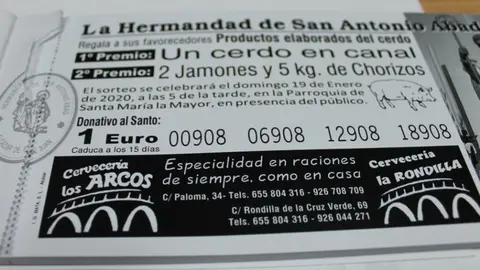 La Hermandad de San Antonio Abad
Regala a sus favorecedores Productos elaborados del cerdo
1º Premio: Un cerdo en canal
2º Premio: 2 Jamones y 5 kg. de Chorizos
El sorteo se celebrará el domingo 19 de Enero
de 2020, a las 5 de la tarde, en la Parroquia de
Santa María la Mayor, en presencia del público.
Donativo al Santo:
1 Euro 00908 06908 12908 18908
Caduca a los 15 días
Cervecería
los ARCOS
Especialidad en raciones
de siempre, como en casa
C/ Paloma, 34- Tels. 655 804 316 - 926 708 709
C/ Rondilla de la Cruz Verde, 69
Tels. 655 804 316 - 926 044 271
Cervecería
la RONDILLA